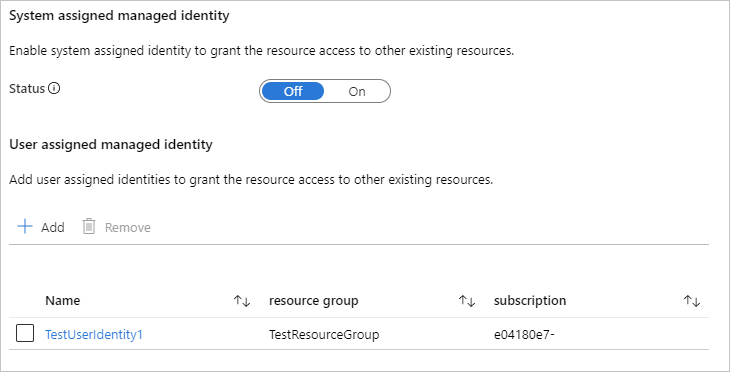 System assigned managed identity
Enable system assigned identity to grant the resource access to other existing resources.
Status Off On
User assigned managed identity
Add user assigned identities to grant the resource access to other existing resources.
Add Remove
Name resource group subscription
TestUserIdentity1 TestResourceGroup e04180e7-